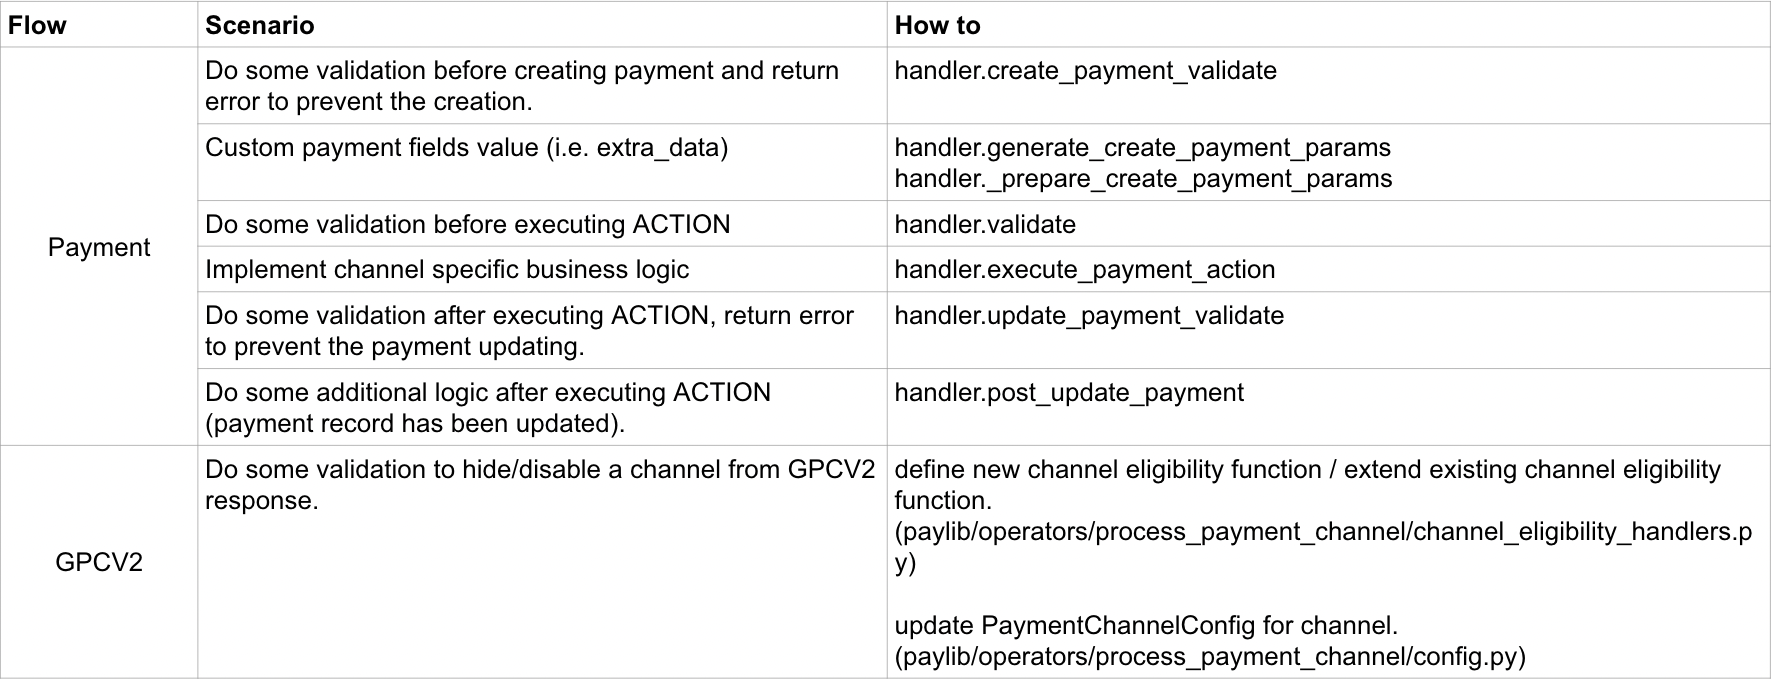 Flow
Scenario
How to
Payment
Do some validation before creating payment and return
error to prevent the creation.
handler.create_payment_validate
Custom payment fields value (i.e. extra_data)
handler.generate_create_payment_params
handler._prepare_create_payment_params
Do some validation before executing ACTION
handler.validate
Implement channel specific business logic
handler.execute_payment_action
Do some validation after executing ACTION, return error
to prevent the payment updating.
handler.update_payment_validate
Do some additional logic after executing ACTION
(payment record has been updated).
handler.post_update_payment
GPCV2
Do some validation to hide/disable a channel from GPCV2
response.
define new channel eligibility function / extend existing channel eligibility
function.
(paylib/operators/process_payment_channel/channel_eligibility_handlers.p
y)
update PaymentChannelConfig for channel.
(paylib/operators/process_payment_channel/config.py)